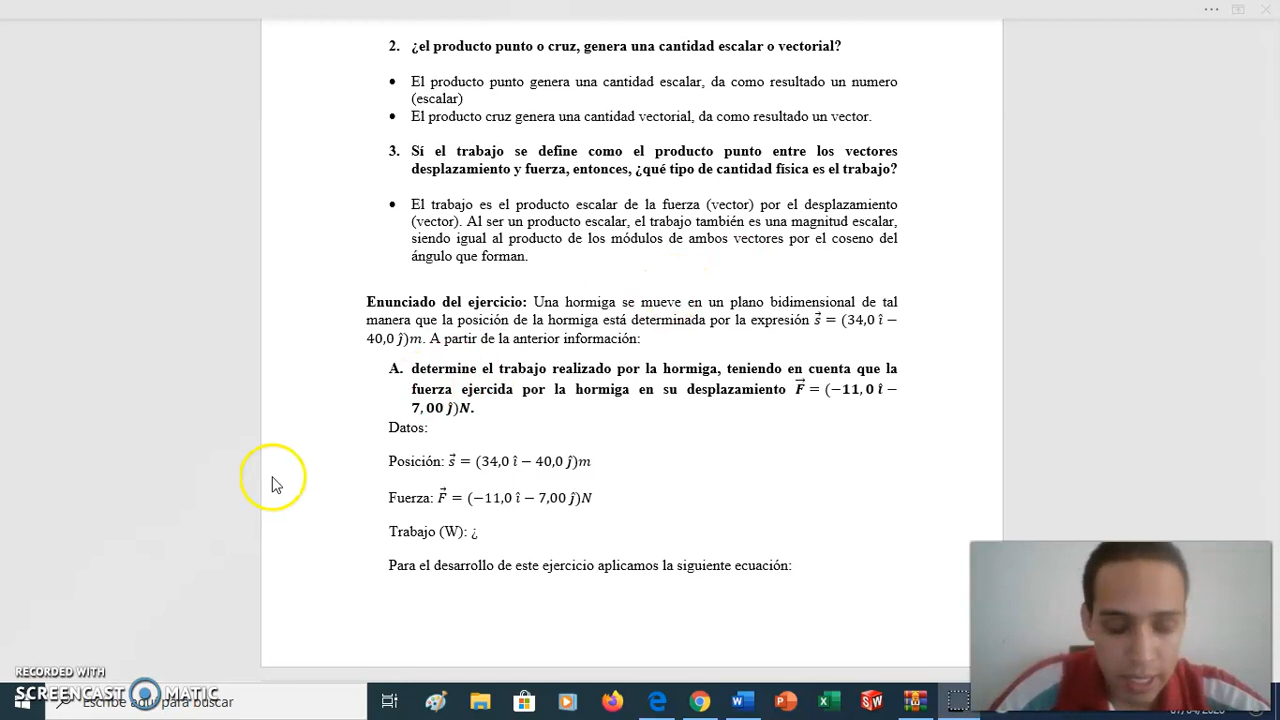 2. ¿el producto punto o cruz, genera una cantidad escalar o vectorial?
• El producto punto genera una cantidad escalar, da como resultado un numero
(escalar)
• El producto cruz genera una cantidad vectorial, da como resultado un vector.
3. Sí el trabajo se define como el producto punto entre los vectores
desplazamiento y fuerza, entonces, ¿qué tipo de cantidad física es el trabajo?
• El trabajo es el producto escalar de la fuerza (vector) por el desplazamiento
(vector). Al ser un producto escalar, el trabajo también es una magnitud escalar,
siendo igual al producto de los módulos de ambos vectores por el coseno del
ángulo que forman.
Enunciado del ejercicio: Una hormiga se mueve en un plano bidimensional de tal
manera que la posición de la hormiga está determinada por la expresión s⃗ = (34,0 î −
40,0 ĵ)m. A partir de la anterior información:
A. determine el trabajo realizado por la hormiga, teniendo en cuenta que la
fuerza ejercida por la hormiga en su desplazamiento F⃗ = (−11,0 î −
7,00 ĵ)N.
Datos:
Posición: s⃗ = (34,0 î − 40,0 ĵ)m
Fuerza: F⃗ = (−11,0 î − 7,00 ĵ)N
Trabajo (W): ¿
Para el desarrollo de este ejercicio aplicamos la siguiente ecuación:
RECORDED WITH
SCREENCAST MATIC
Escribe aquí para buscar